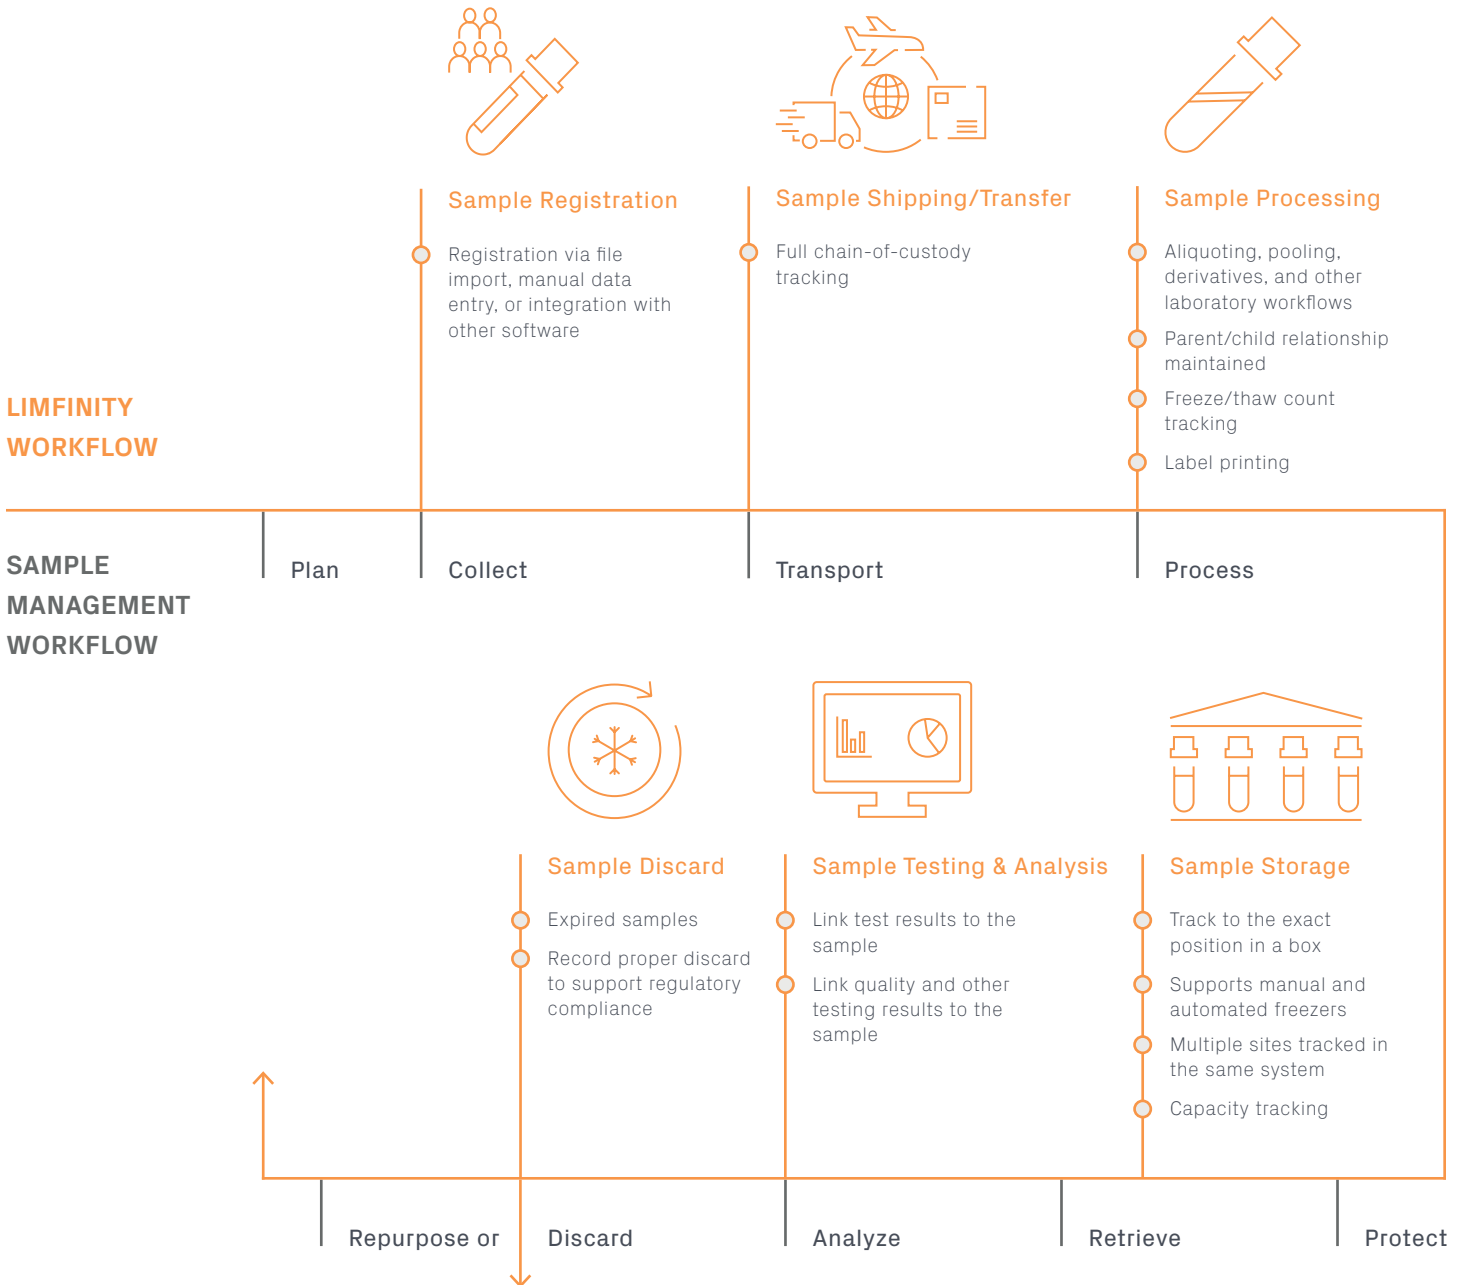 Sample Registration
Registration via file
import, manual data
entry, or integration with
other software
Sample Shipping/Transfer
Full chain-of-custody
tracking
Sample Processing
Aliquoting, pooling,
derivatives, and other
laboratory workflows
Parent/child relationship
maintained
Freeze/thaw count
tracking
Label printing
LIMFINITY
WORKFLOW
SAMPLE
MANAGEMENT
WORKFLOW
Plan
Collect
Transport
Process
Sample Discard
Expired samples
Record proper discard
to support regulatory
compliance
Sample Testing & Analysis
Link test results to the
sample
Link quality and other
testing results to the
sample
Sample Storage
Track to the exact
position in a box
Supports manual and
automated freezers
Multiple sites tracked in
the same system
Capacity tracking
Repurpose or
Discard
Analyze
Retrieve
Protect